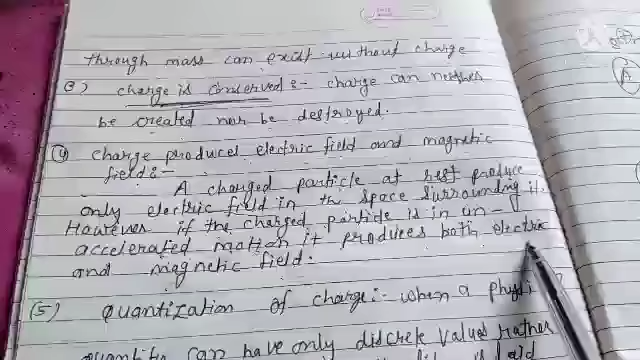 through mass can exist without charge
(3) charge is conserved :- charge can neither
be created nor be destroyed.
(4) charge produces electric field and magnetic
field :-
A charged particle at rest produce
only electric field in the space surrounding it.
However if the charged particle is in un-
accelerated motion it produces both electric
and magnetic field.
(5) Quantization of charge :- when a physi
quantity can have only discrete values rather